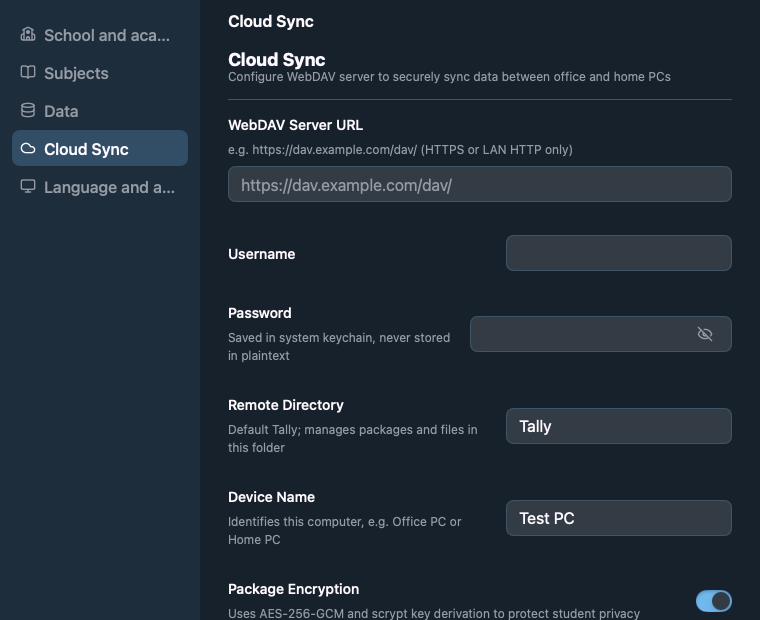 School and aca...
Subjects
Data
Cloud Sync
Language and a...
Cloud Sync
Cloud Sync
Configure WebDAV server to securely sync data between office and home PCs
WebDAV Server URL
e.g. https://dav.example.com/dav/ (HTTPS or LAN HTTP only)
https://dav.example.com/dav/
Username
Password
Saved in system keychain, never stored
in plaintext
Remote Directory
Default Tally; manages packages and files in
this folder
Tally
Device Name
Identifies this computer, e.g. Office PC or
Home PC
Test PC
Package Encryption
Uses AES-256-GCM and scrypt key derivation to protect student privacy